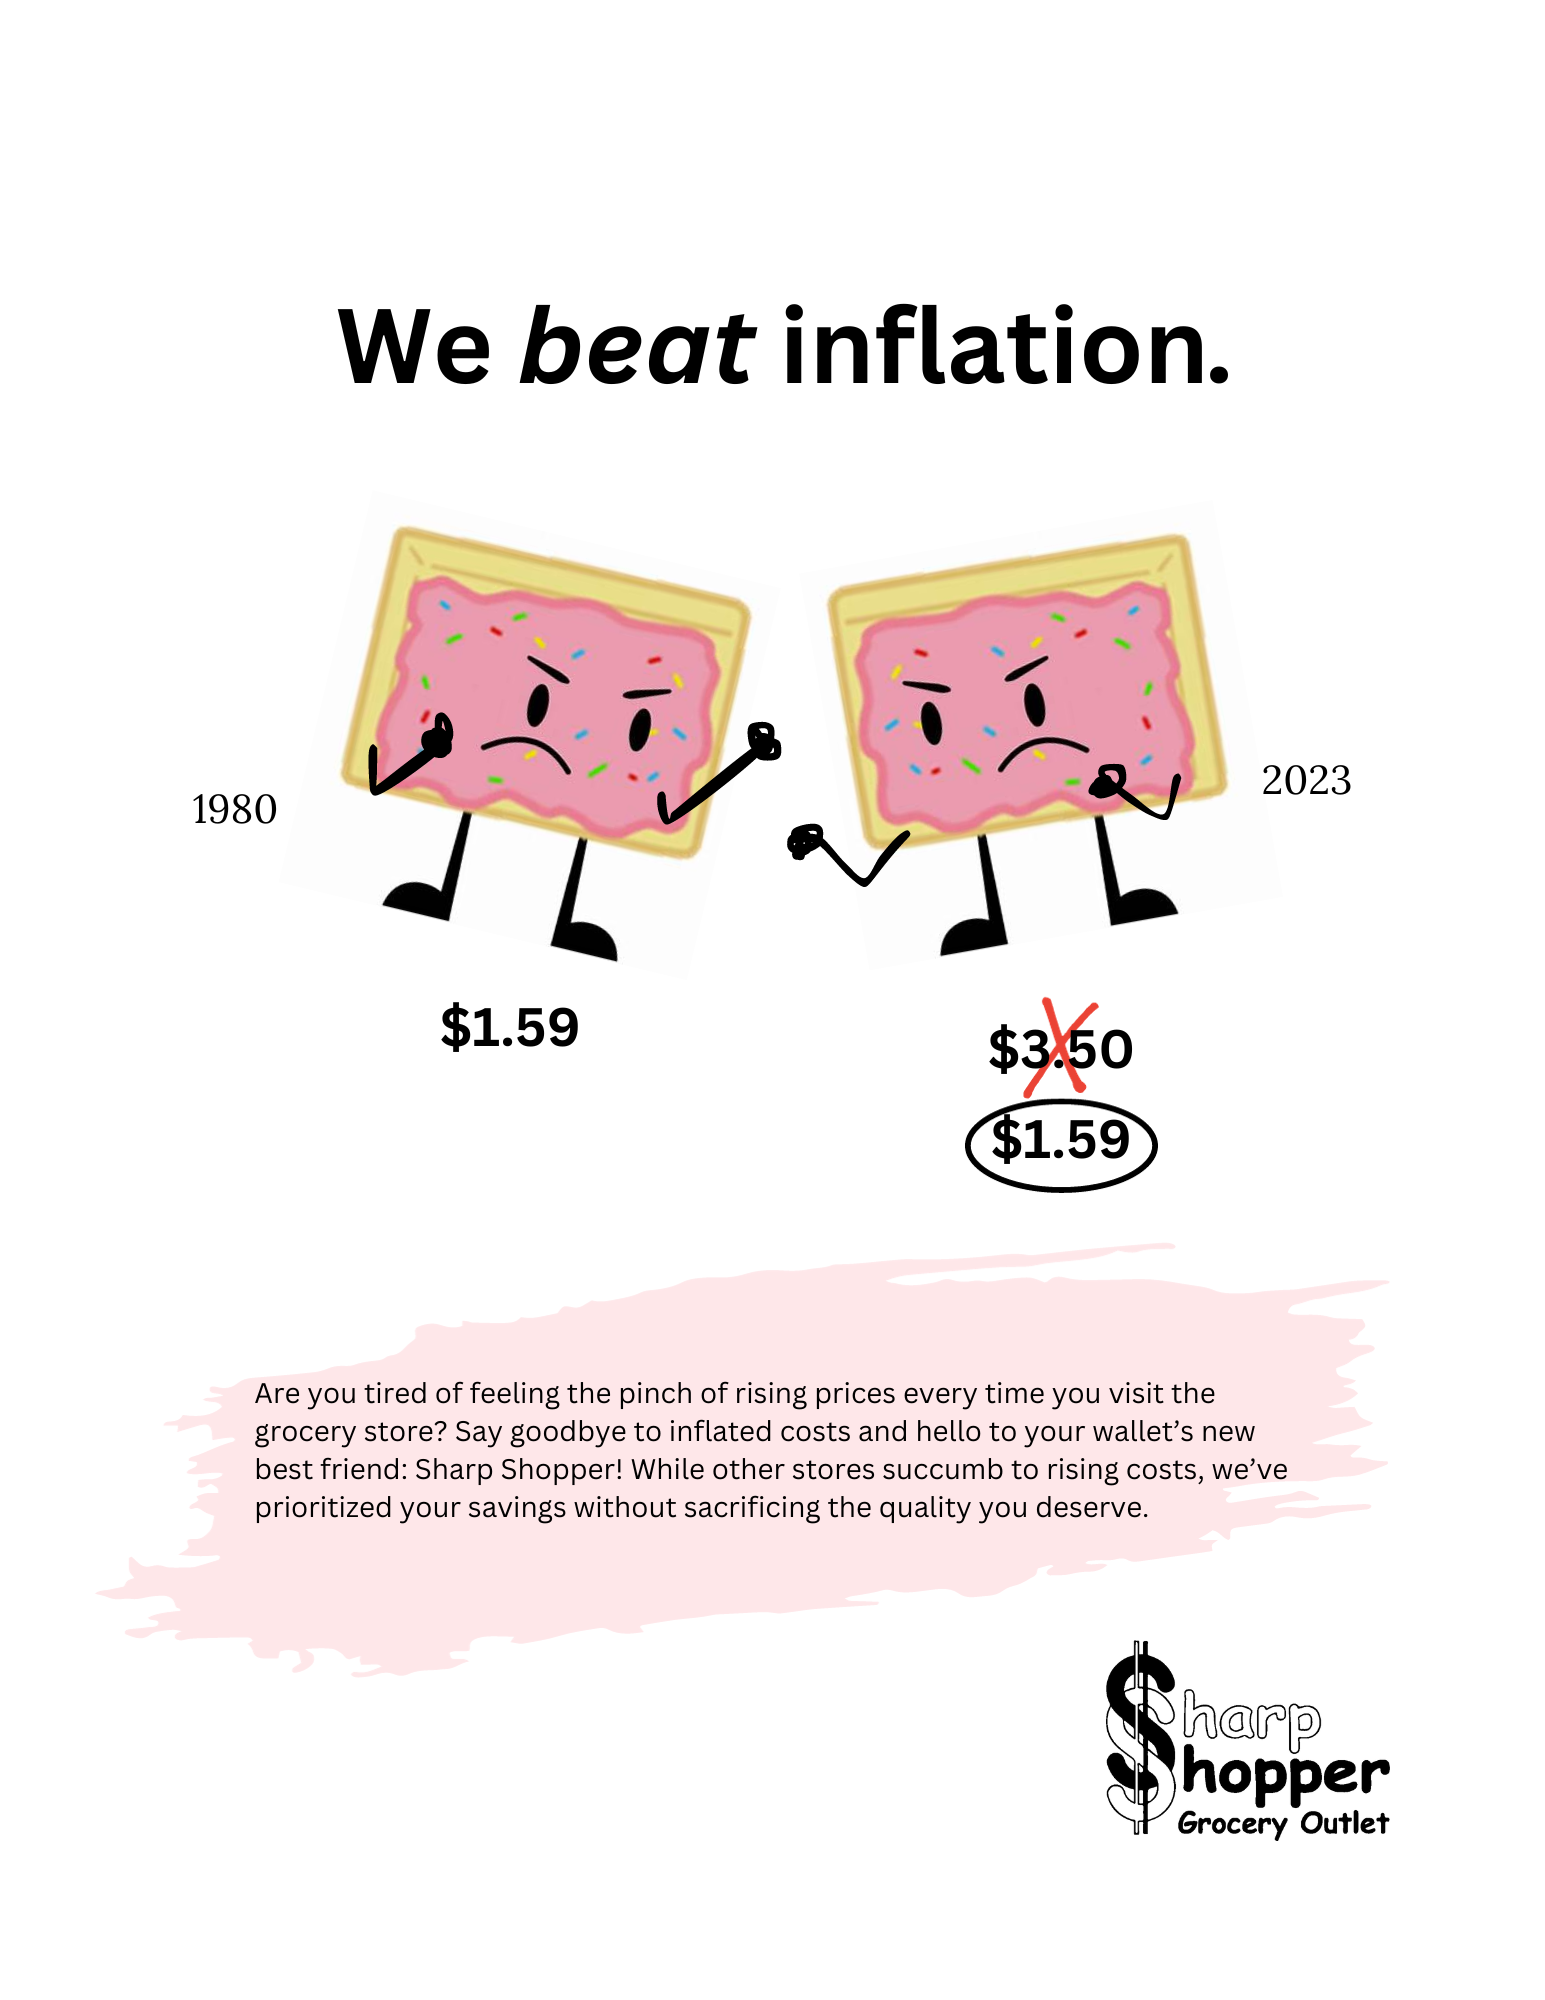 We beat inflation.
1980
2023
$1.59
$3.50
$1.59
Are you tired of feeling the pinch of rising prices every time you visit the
grocery store? Say goodbye to inflated costs and hello to your wallet’s new
best friend: Sharp Shopper! While other stores succumb to rising costs, we’ve
prioritized your savings without sacrificing the quality you deserve.
$harp
$hopper
Grocery Outlet